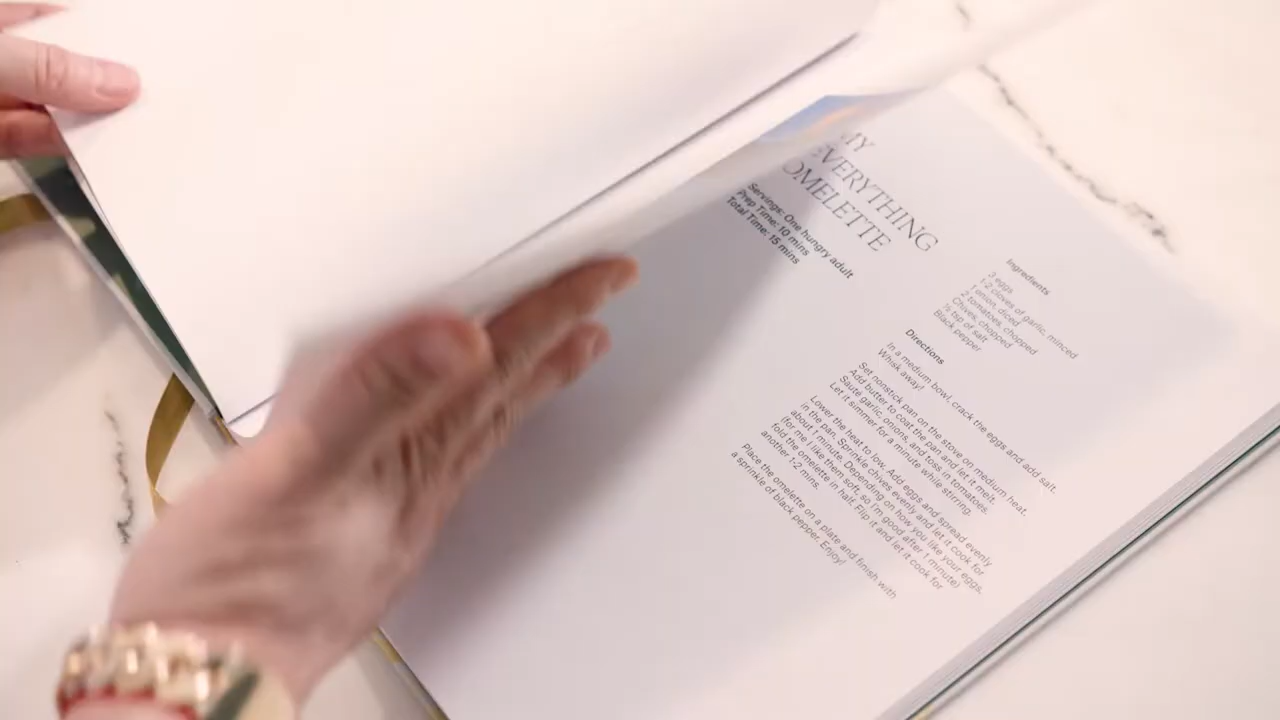 MY
EVERYTHING
OMELETTE
Servings: One hungry adult
Prep Time: 10 mins
Total Time: 15 mins
Ingredients
3 eggs
1-2 cloves of garlic, minced
1 onion, diced
2 tomatoes, chopped
Chives, chopped
½ tsp of salt
Black pepper
Directions
In a medium bowl, crack the eggs and add salt.
Whisk away!
Set nonstick pan on the stove on medium heat.
Add butter to coat the pan and let it melt.
Sauté garlic, onions, and toss in tomatoes.
Let it simmer for a minute while stirring.
Lower the heat to low. Add eggs and spread evenly
in the pan. Sprinkle chives evenly and let it cook for
about 1 minute. Depending on how you like your eggs,
(for me I like them soft, so I'm good after 1 minute)
fold the omelette in half. Flip it and let it cook for
another 1-2 mins.
Place the omelette on a plate and finish with
a sprinkle of black pepper. Enjoy!